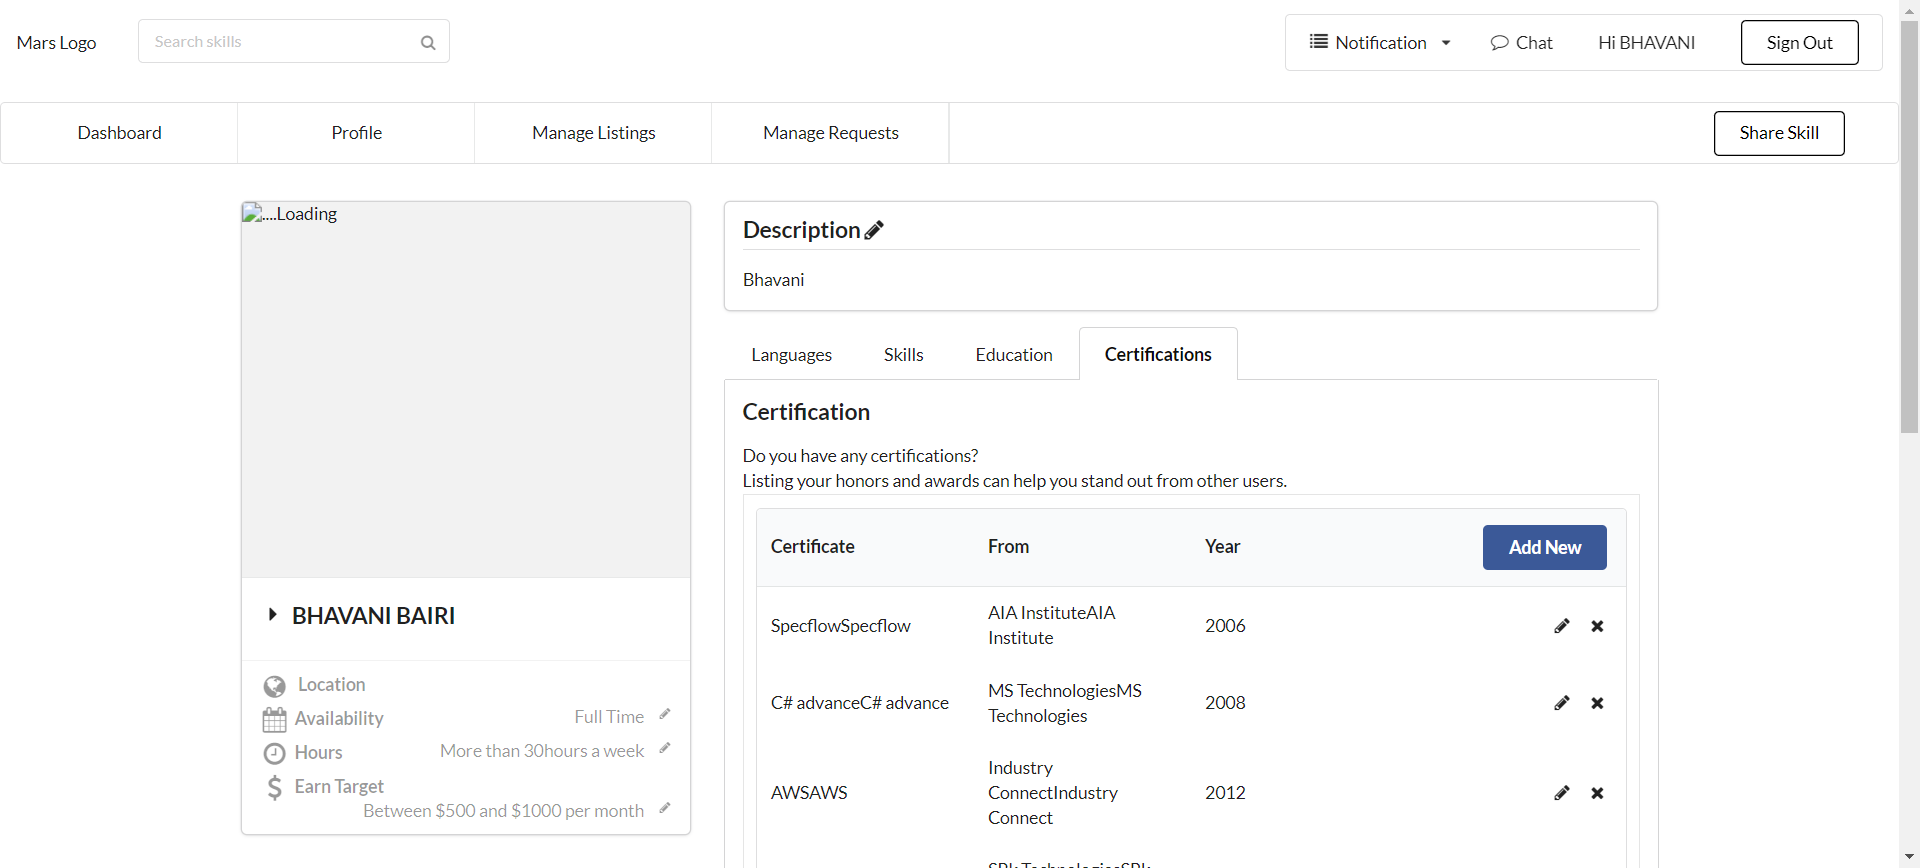 Mars Logo
Search skills
Notification
Chat
Hi BHAVANI
Sign Out
Dashboard
Profile
Manage Listings
Manage Requests
Share Skill
....Loading
BHAVANI BAIRI
Location
Availability
Full Time
Hours
More than 30hours a week
Earn Target
Between $500 and $1000 per month
Description
Bhavani
Languages
Skills
Education
Certifications
Certification
Do you have any certifications?
Listing your honors and awards can help you stand out from other users.
Certificate
From
Year
Add New
SpecflowSpecflow
AIA InstituteAIA
Institute
2006
C# advanceC# advance
MS TechnologiesMS
Technologies
2008
AWSAWS
Industry
ConnectIndustry
Connect
2012